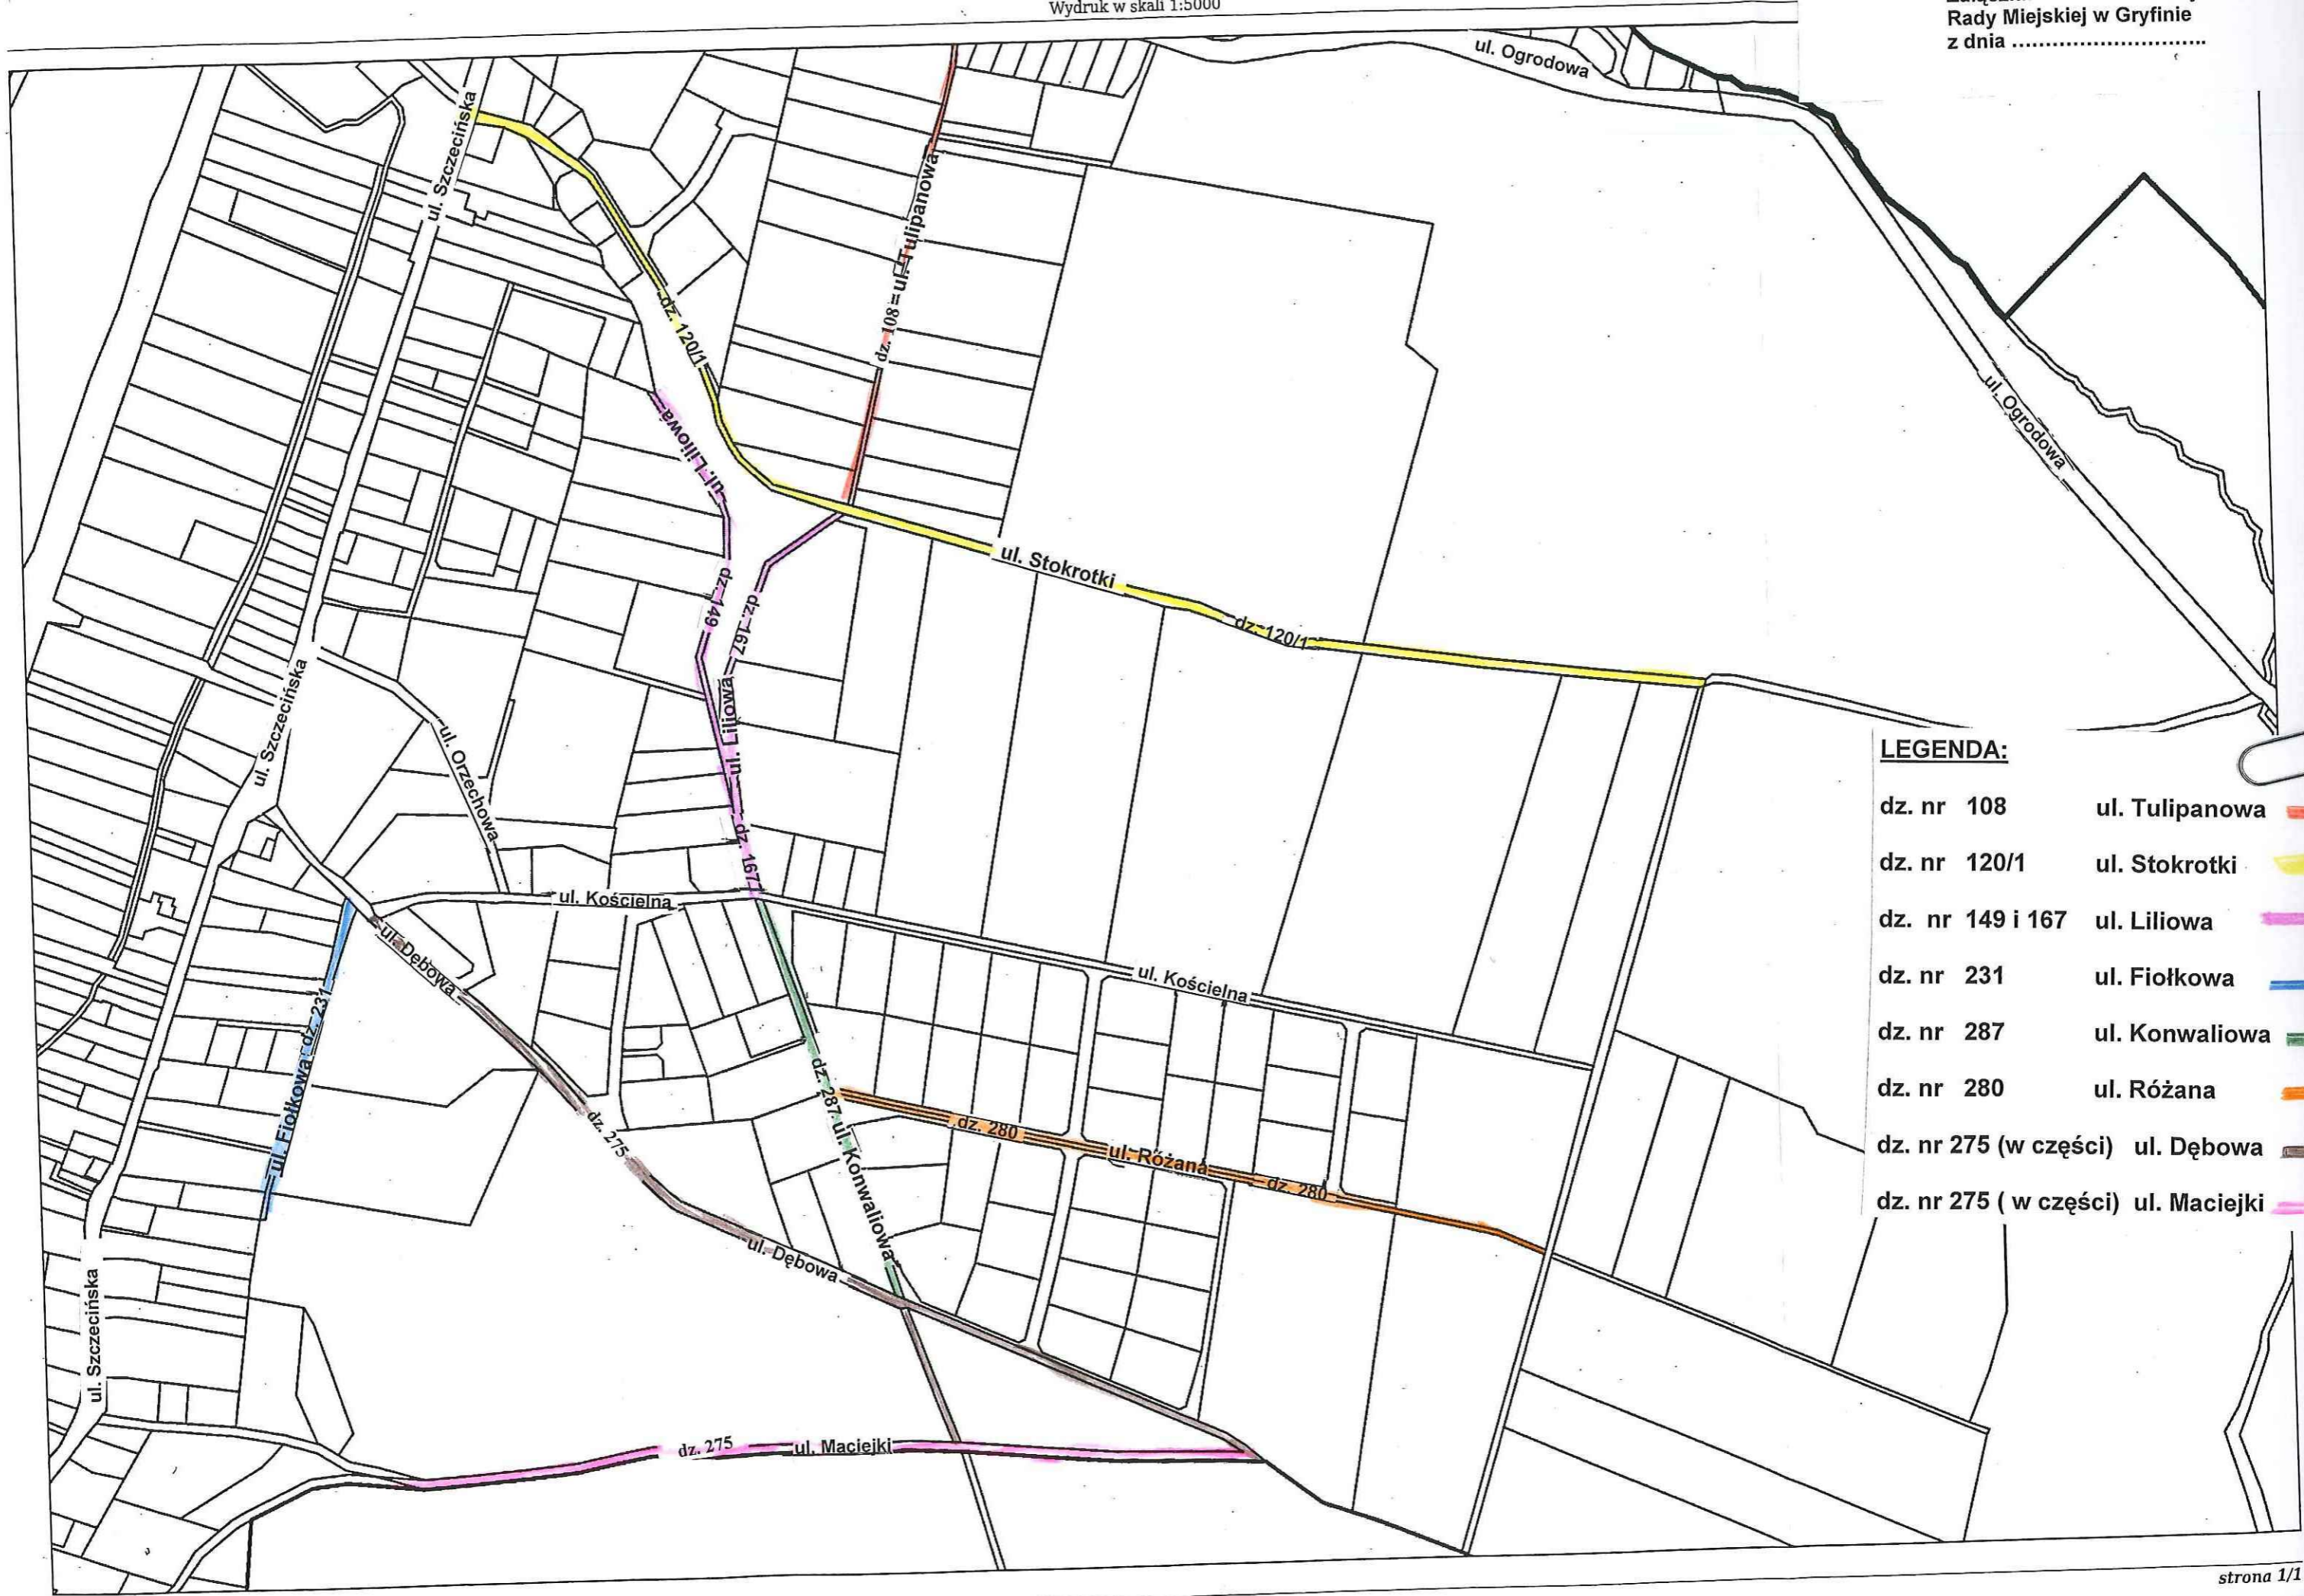 Wydruk w skali 1:5000
Rady Miejskiej w Gryfinie
z dnia ............................
ul. Ogrodowa
ul. Szczecińska
dz. 108 ul. Tulipanowa
dz. 120/1
ul. Ogrodowa
ul. Liliowa
ul. Stokrotki
dz. 120/1
dz. 149
dz. 167
ul. Liliowa
ul. Liliowa
dz. 167
ul. Szczecińska
ul. Orzechowa
ul. Kościelna
ul. Dębowa
ul. Kościelna
ul. Fiołkowa dz. 231
dz. 275
dz. 287 ul. Konwaliowa
dz. 280
ul. Różana
dz. 280
ul. Dębowa
ul. Szczecińska
dz. 275
ul. Maciejki
LEGENDA:
dz. nr 108 ul. Tulipanowa
dz. nr 120/1 ul. Stokrotki
dz. nr 149 i 167 ul. Liliowa
dz. nr 231 ul. Fiołkowa
dz. nr 287 ul. Konwaliowa
dz. nr 280 ul. Różana
dz. nr 275 (w części) ul. Dębowa
dz. nr 275 ( w części) ul. Maciejki
strona 1/1